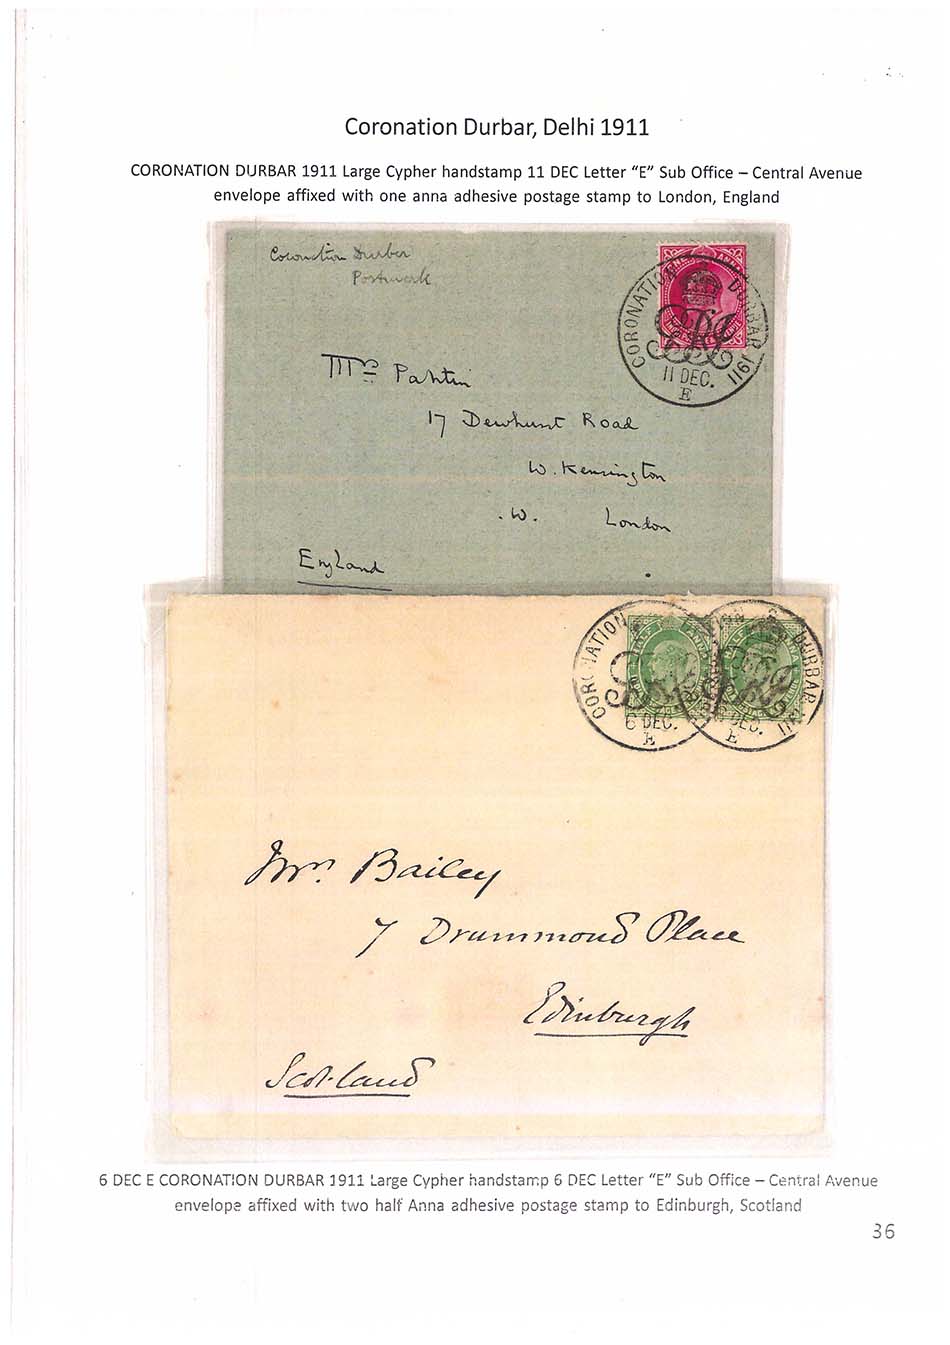 Coronation Durbar, Delhi 1911
CORONATION DURBAR 1911 Large Cypher handstamp 11 DEC Letter “E” Sub Office – Central Avenue
envelope affixed with one anna adhesive postage stamp to London, England
Coronation Durbar
Postmark
CORONATION DURBAR 1911
11 DEC.
E
Mrs
17 Dewhurst Road
W. Kensington
.W. London
England
CORONATION
6 DEC.
E
DURBAR 1911
DEC.
E
Mrs. Bailey
7 Drummond Place
Edinburgh
Scotland
6 DEC E CORONATION DURBAR 1911 Large Cypher handstamp 6 DEC Letter “E” Sub Office – Central Avenue
envelope affixed with two half Anna adhesive postage stamp to Edinburgh, Scotland
36